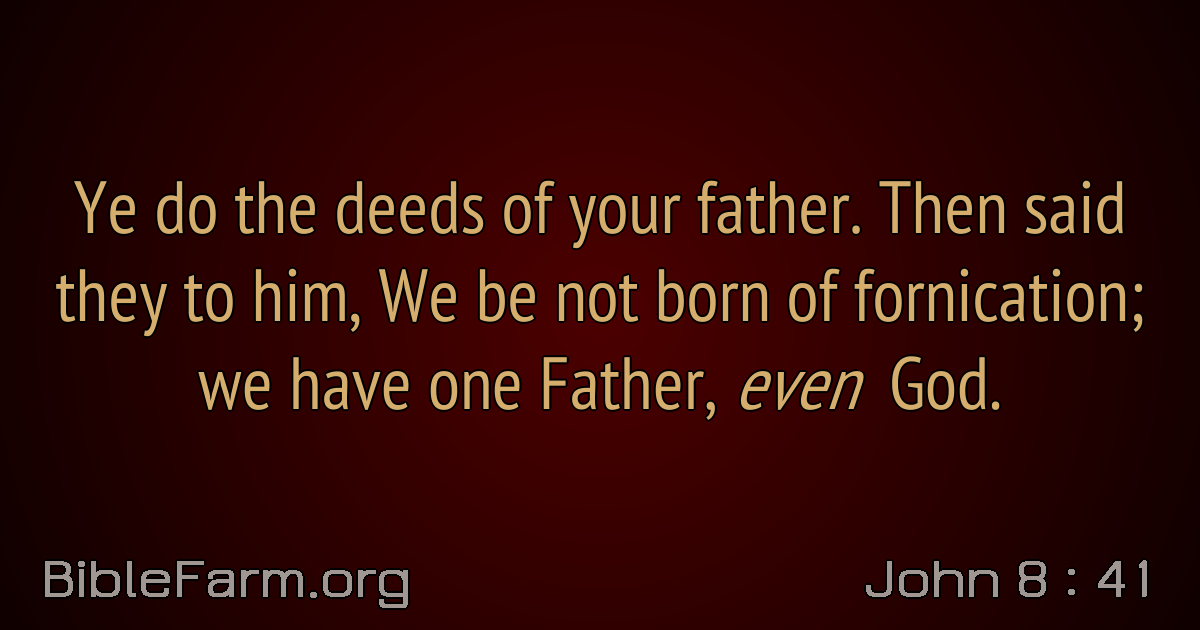 Ye do the deeds of your father. Then said
they to him, We be not born of fornication;
we have one Father, even God.
BibleFarm.org
John 8 : 41